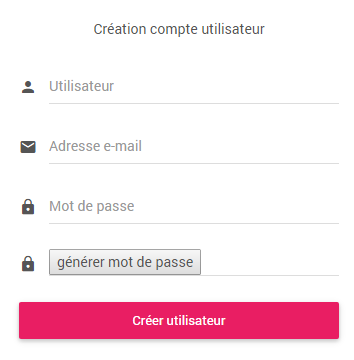 Création compte utilisateur
Utilisateur
Adresse e-mail
Mot de passe
générer mot de passe
Créer utilisateur